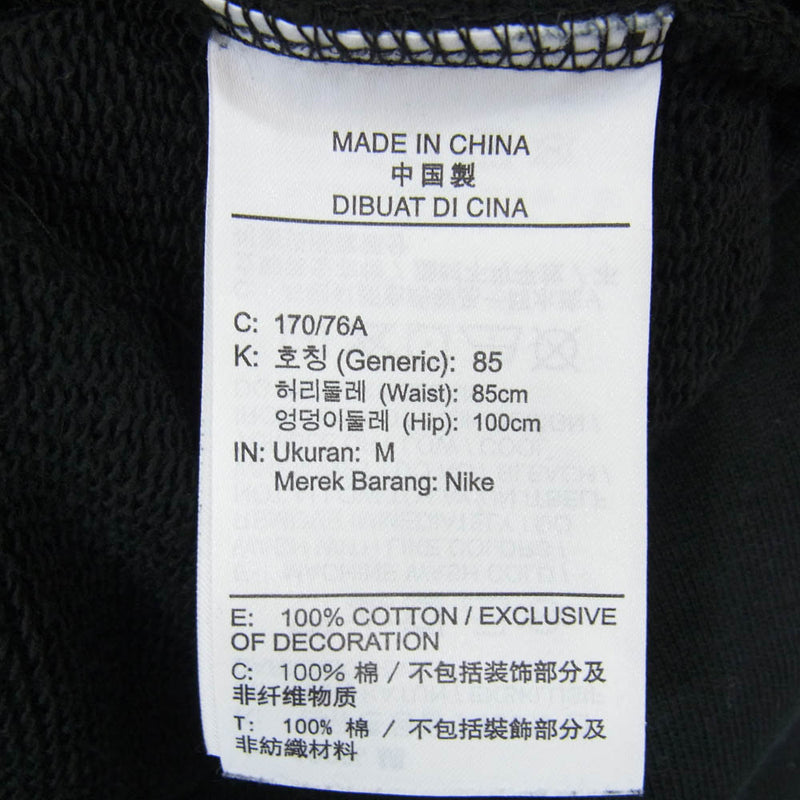 MADE IN CHINA
中国製
DIBUAT DI CINA
C: 170/76A
K: 호칭 (Generic): 85
허리둘레 (Waist): 85cm
엉덩이둘레 (Hip): 100cm
IN: Ukuran: M
Merek Barang: Nike
E: 100% COTTON / EXCLUSIVE
OF DECORATION
C: 100% 棉 / 不包括装饰部分及
非纤维物质
T: 100% 棉 / 不包括裝飾部分及
非紡織材料